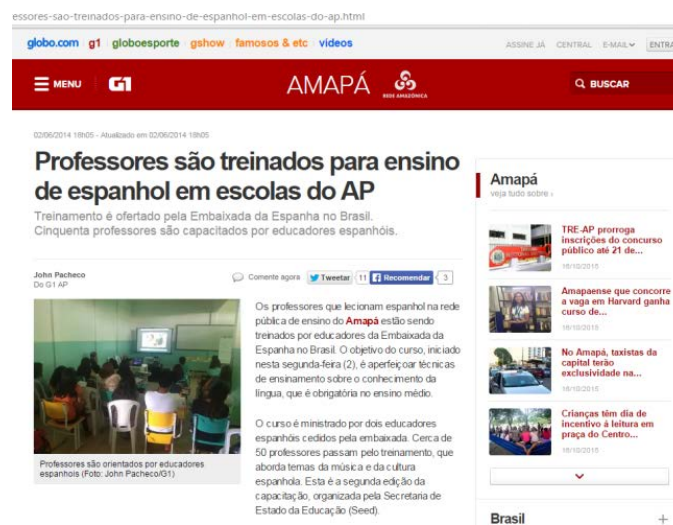 essores-sao-treinados-para-ensino-de-espanhol-em-escolas-do-ap.html
globo.com g1 globoesporte gshow famosos & etc vídeos
ASSINE JÁ CENTRAL E-MAIL ENTRA
MENU G1 AMAPÁ REDE AMAZÔNICA BUSCAR
02/06/2014 18h05 - Atualizado em 02/06/2014 18h05
Professores são treinados para ensino
de espanhol em escolas do AP
Treinamento é ofertado pela Embaixada da Espanha no Brasil.
Cinquenta professores são capacitados por educadores espanhóis.
John Pacheco
Do G1 AP
Comente agora Tweetar 11 Recomendar 3
Professores são orientados por educadores
espanhois (Foto: John Pacheco/G1)
Os professores que lecionam espanhol na rede
pública de ensino do Amapá estão sendo
treinados por educadores da Embaixada da
Espanha no Brasil. O objetivo do curso, iniciado
nesta segunda-feira (2), é aperfeiçoar técnicas
de ensinamento sobre o conhecimento da
língua, que é obrigatória no ensino médio.
O curso é ministrado por dois educadores
espanhóis cedidos pela embaixada. Cerca de
50 professores passam pelo treinamento, que
aborda temas da música e da cultura
espanhola. Esta é a segunda edição da
capacitação, organizada pela Secretaria de
Estado da Educação (Seed).
Amapá
veja tudo sobre ›
TRE-AP prorroga
inscrições do concurso
público até 21 de...
16/10/2015
Amapaense que concorre
a vaga em Harvard ganha
curso de...
16/10/2015
No Amapá, taxistas da
capital terão
exclusividade na...
16/10/2015
Crianças têm dia de
incentivo à leitura em
praça do Centro...
16/10/2015
Brasil +